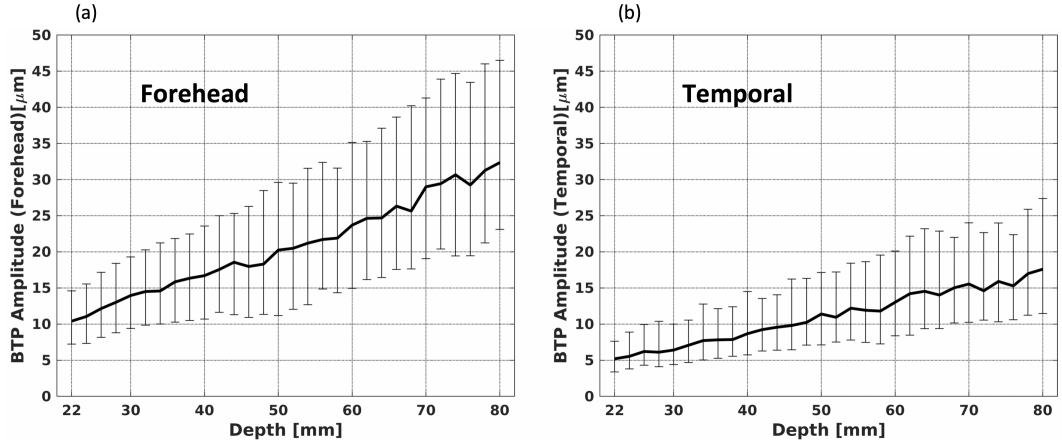 (a)
BTP Amplitude (Forehead)[μm]
50
45
40
35
30
25
20
15
10
5
0
Forehead
22 30 40 50 60 70 80
Depth [mm]
(b)
BTP Amplitude (Temporal)[μm]
50
45
40
35
30
25
20
15
10
5
0
Temporal
22 30 40 50 60 70 80
Depth [mm]